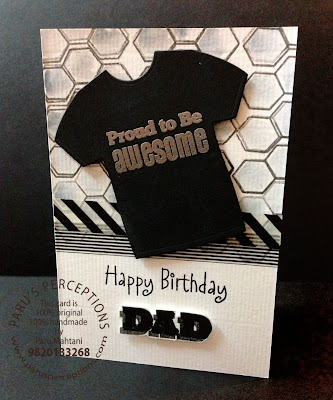 Proud to Be
awesome
Happy Birthday
DAD
PARU'S PERCEPTIONS
This card is
100% original
100% handmade
by
Paru Mahtani
9820133268